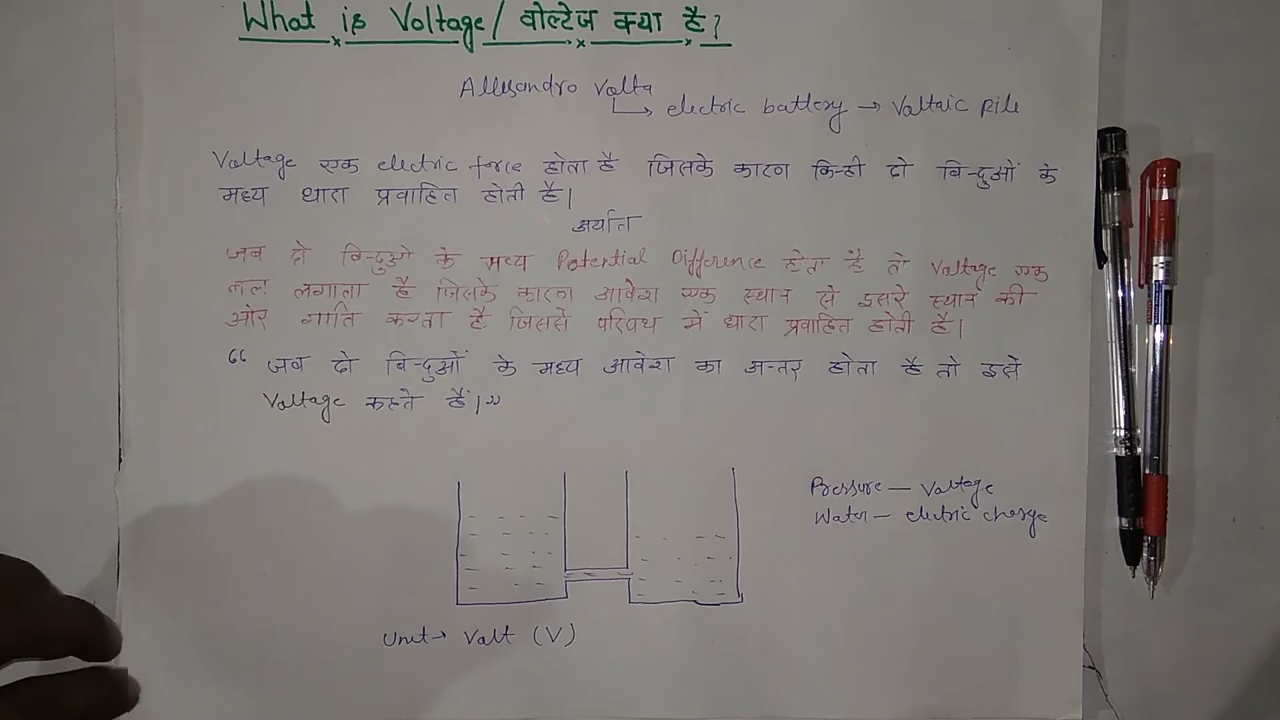 What is Voltage/ वोल्टेज क्या है?
Allesandro Volta
↳ electric battery → Voltaic pile
Voltage एक electric force होता है जिसके कारण किन्ही दो बिन्दुओं के
मध्य धारा प्रवाहित होती है।
अर्थात
जब दो बिन्दुओ के मध्य Potential Difference होता है तो Voltage एक
बल लगाता है जिसके कारण आवेश एक स्थान से दूसरे स्थान की
ओर गति करता है जिससे परिपथ में धारा प्रवाहित होती है।
“ जब दो बिन्दुओं के मध्य आवेश का अन्तर होता है तो इसे
Voltage कहते हैं।”
Pressure — Voltage
Water — electric charge
Unit → Volt (V)